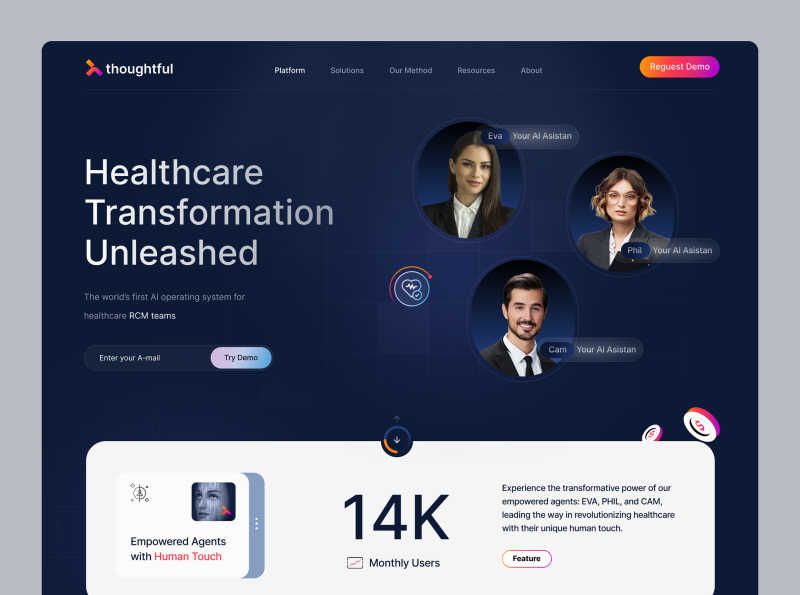 thoughtful
Platform
Solutions
Our Method
Resources
About
Reguest Demo
Healthcare
Transformation
Unleashed
The world's first AI operating system for
healthcare RCM teams
Enter your A-mail
Try Demo
Eva
Your AI Asistan
Phil
Your AI Asistan
Cam
Your AI Asistan
Empowered Agents
with Human Touch
14K
Monthly Users
Experience the transformative power of our
empowered agents: EVA, PHIL, and CAM,
leading the way in revolutionizing healthcare
with their unique human touch.
Feature